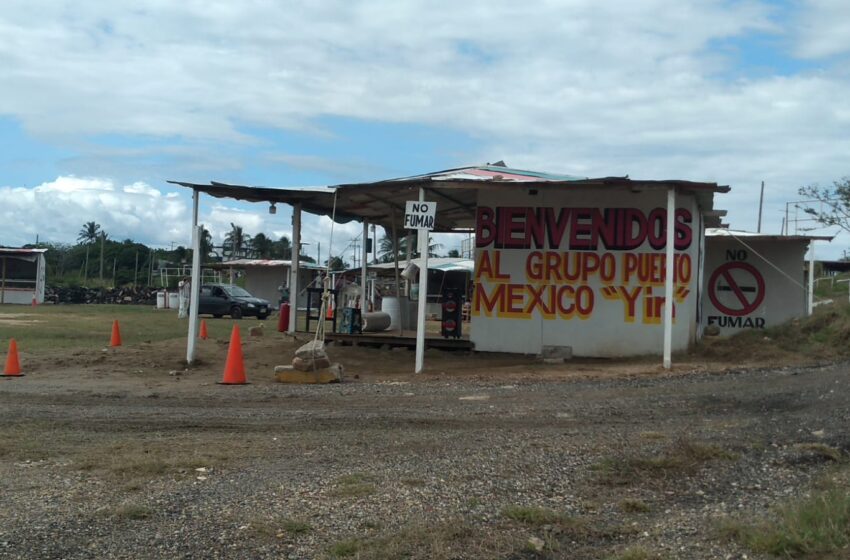 NO
FUMAR
BIENVENIDOS
AL GRUPO PUERTO
MEXICO "Yin"
NO
FUMAR